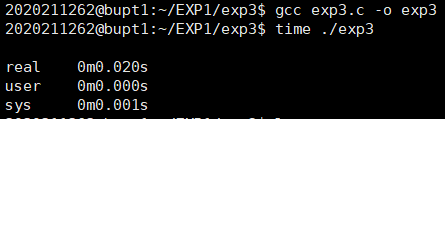 2020211262@bupt1:~/EXP1/exp3$ gcc exp3.c -o exp3
2020211262@bupt1:~/EXP1/exp3$ time ./exp3
real 0m0.020s
user 0m0.000s
sys 0m0.001s